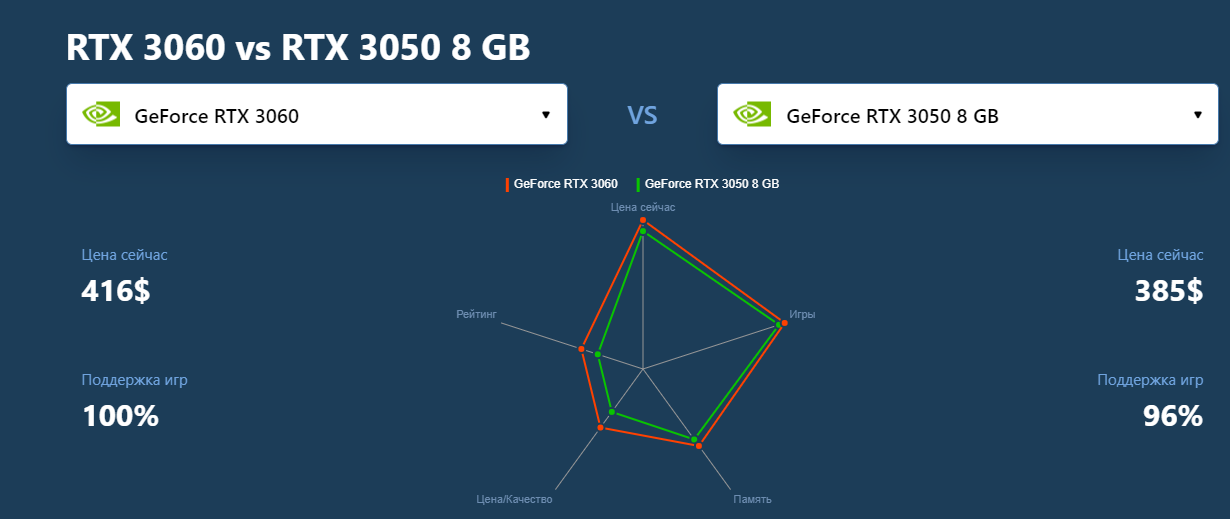 RTX 3060 vs RTX 3050 8 GB
GeForce RTX 3060
VS
GeForce RTX 3050 8 GB
GeForce RTX 3060
GeForce RTX 3050 8 GB
Цена сейчас
Цена сейчас
416$
Цена сейчас
385$
Рейтинг
Игры
Поддержка игр
100%
Поддержка игр
96%
Цена/Качество
Память